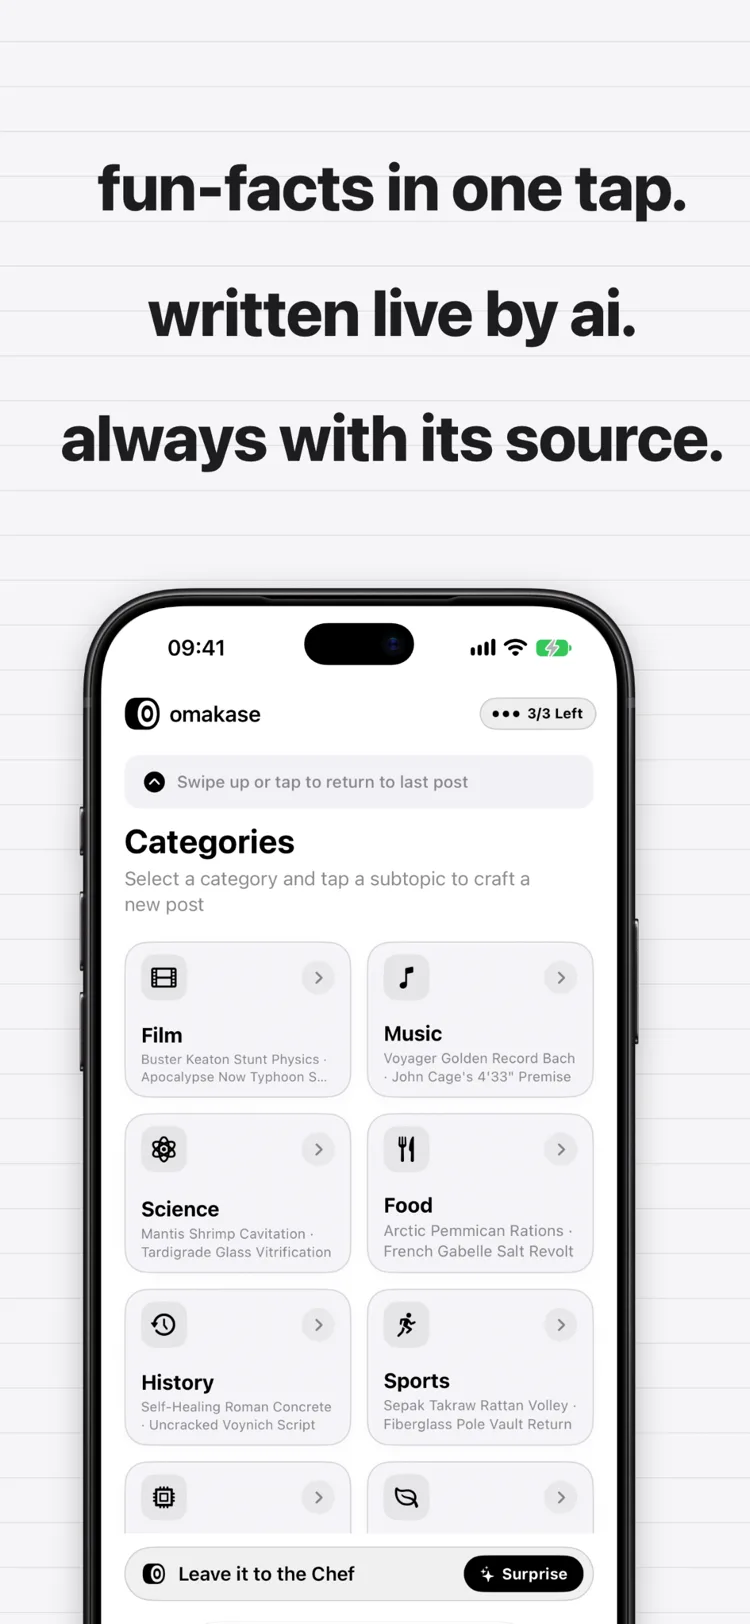 fun-facts in one tap.
written live by ai.
always with its source.
09:41
omakase
3/3 Left
Swipe up or tap to return to last post
Categories
Select a category and tap a subtopic to craft a
new post
Film
Buster Keaton Stunt Physics ·
Apocalypse Now Typhoon S...
Music
Voyager Golden Record Bach
· John Cage's 4'33" Premise
Science
Mantis Shrimp Cavitation ·
Tardigrade Glass Vitrification
Food
Arctic Pemmican Rations ·
French Gabelle Salt Revolt
History
Self-Healing Roman Concrete
· Uncracked Voynich Script
Sports
Sepak Takraw Rattan Volley ·
Fiberglass Pole Vault Return
Leave it to the Chef
Surprise